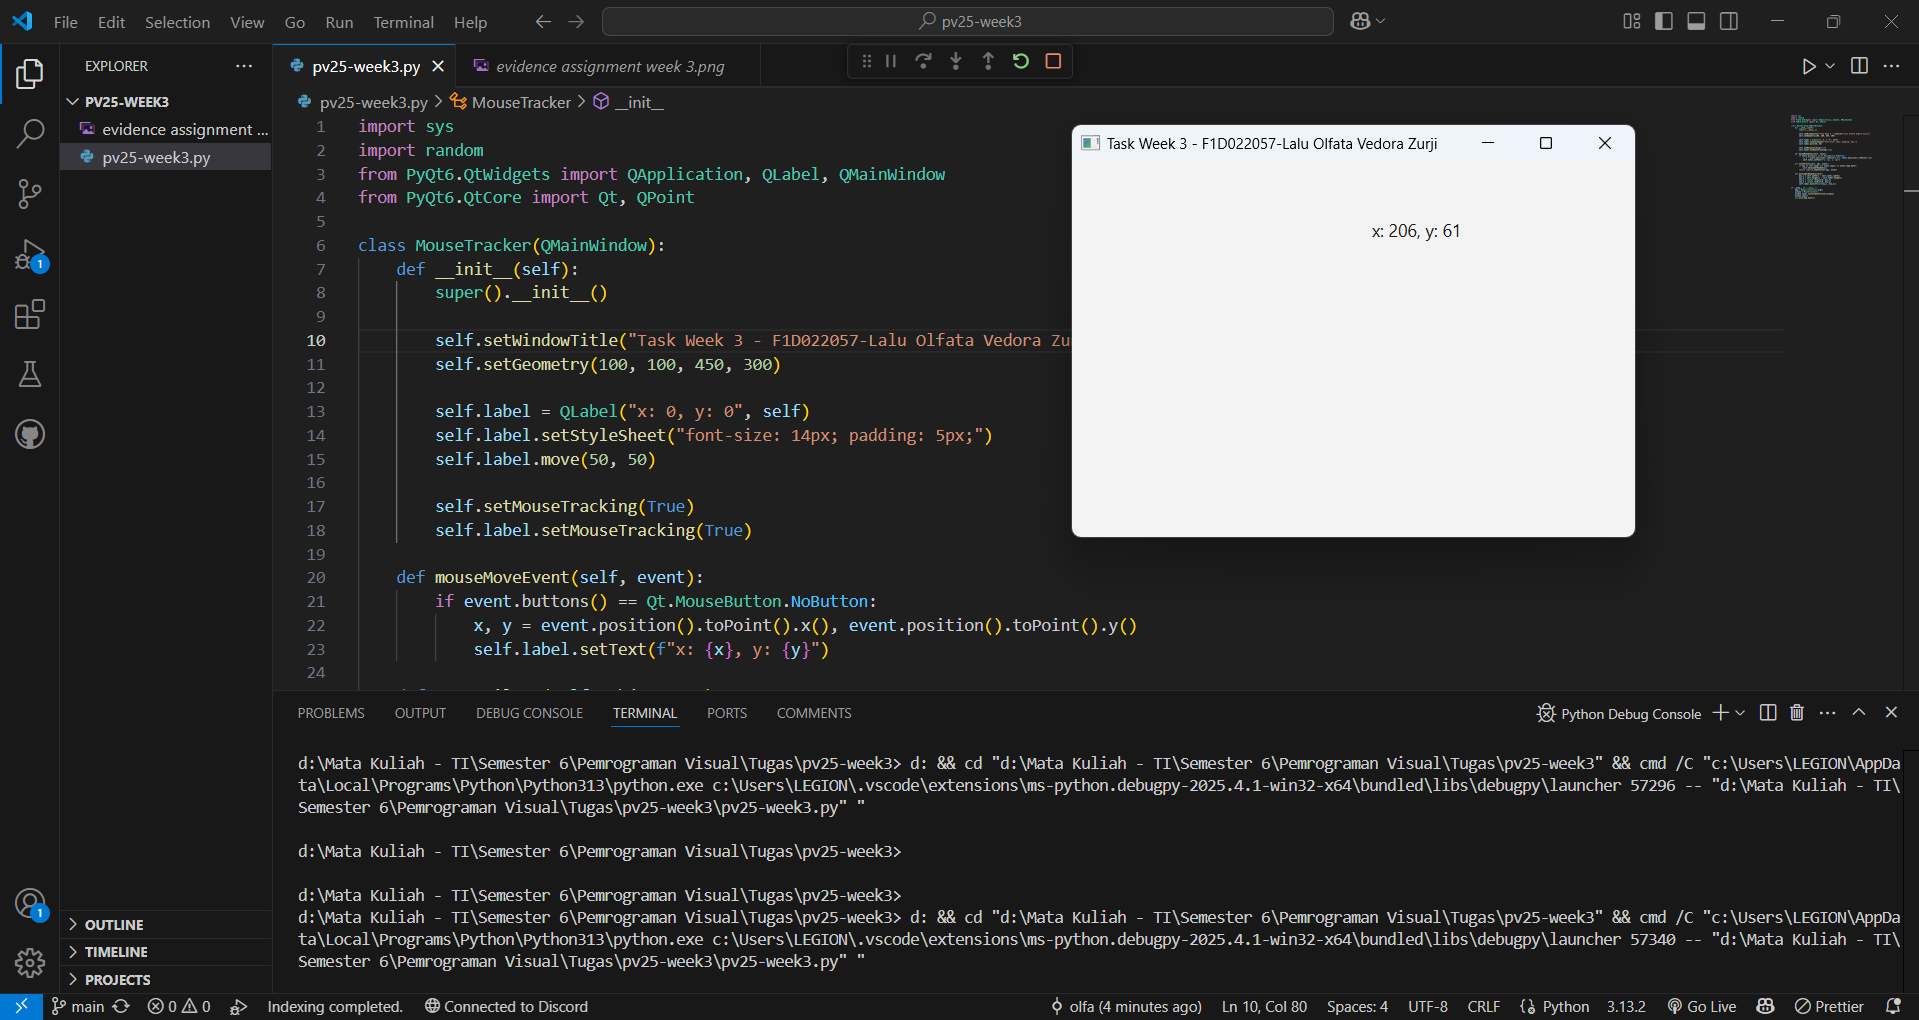 File Edit Selection View Go Run Terminal Help
pv25-week3
EXPLORER
PV25-WEEK3
evidence assignment ...
pv25-week3.py
OUTLINE
TIMELINE
PROJECTS
pv25-week3.py
evidence assignment week 3.png
pv25-week3.py > MouseTracker > __init__
1 import sys
2 import random
3 from PyQt6.QtWidgets import QApplication, QLabel, QMainWindow
4 from PyQt6.QtCore import Qt, QPoint
5
6 class MouseTracker(QMainWindow):
7 def __init__(self):
8 super().__init__()
9
10 self.setWindowTitle("Task Week 3 - F1D022057-Lalu Olfata Vedora Zu
11 self.setGeometry(100, 100, 450, 300)
12
13 self.label = QLabel("x: 0, y: 0", self)
14 self.label.setStyleSheet("font-size: 14px; padding: 5px;")
15 self.label.move(50, 50)
16
17 self.setMouseTracking(True)
18 self.label.setMouseTracking(True)
19
20 def mouseMoveEvent(self, event):
21 if event.buttons() == Qt.MouseButton.NoButton:
22 x, y = event.position().toPoint().x(), event.position().toPoint().y()
23 self.label.setText(f"x: {x}, y: {y}")
24
Task Week 3 - F1D022057-Lalu Olfata Vedora Zurji
x: 206, y: 61
PROBLEMS OUTPUT DEBUG CONSOLE TERMINAL PORTS COMMENTS
Python Debug Console
d:\Mata Kuliah - TI\Semester 6\Pemrograman Visual\Tugas\pv25-week3> d: && cd "d:\Mata Kuliah - TI\Semester 6\Pemrograman Visual\Tugas\pv25-week3" && cmd /C "c:\Users\LEGION\AppDa
ta\Local\Programs\Python\Python313\python.exe c:\Users\LEGION\.vscode\extensions\ms-python.debugpy-2025.4.1-win32-x64\bundled\libs\debugpy\launcher 57296 -- "d:\Mata Kuliah - TI\
Semester 6\Pemrograman Visual\Tugas\pv25-week3\pv25-week3.py" "
d:\Mata Kuliah - TI\Semester 6\Pemrograman Visual\Tugas\pv25-week3>
d:\Mata Kuliah - TI\Semester 6\Pemrograman Visual\Tugas\pv25-week3>
d:\Mata Kuliah - TI\Semester 6\Pemrograman Visual\Tugas\pv25-week3> d: && cd "d:\Mata Kuliah - TI\Semester 6\Pemrograman Visual\Tugas\pv25-week3" && cmd /C "c:\Users\LEGION\AppDa
ta\Local\Programs\Python\Python313\python.exe c:\Users\LEGION\.vscode\extensions\ms-python.debugpy-2025.4.1-win32-x64\bundled\libs\debugpy\launcher 57340 -- "d:\Mata Kuliah - TI\
Semester 6\Pemrograman Visual\Tugas\pv25-week3\pv25-week3.py" "
1
1
main 0 0 Indexing completed. Connected to Discord olfa (4 minutes ago) Ln 10, Col 80 Spaces: 4 UTF-8 CRLF Python 3.13.2 Go Live Prettier